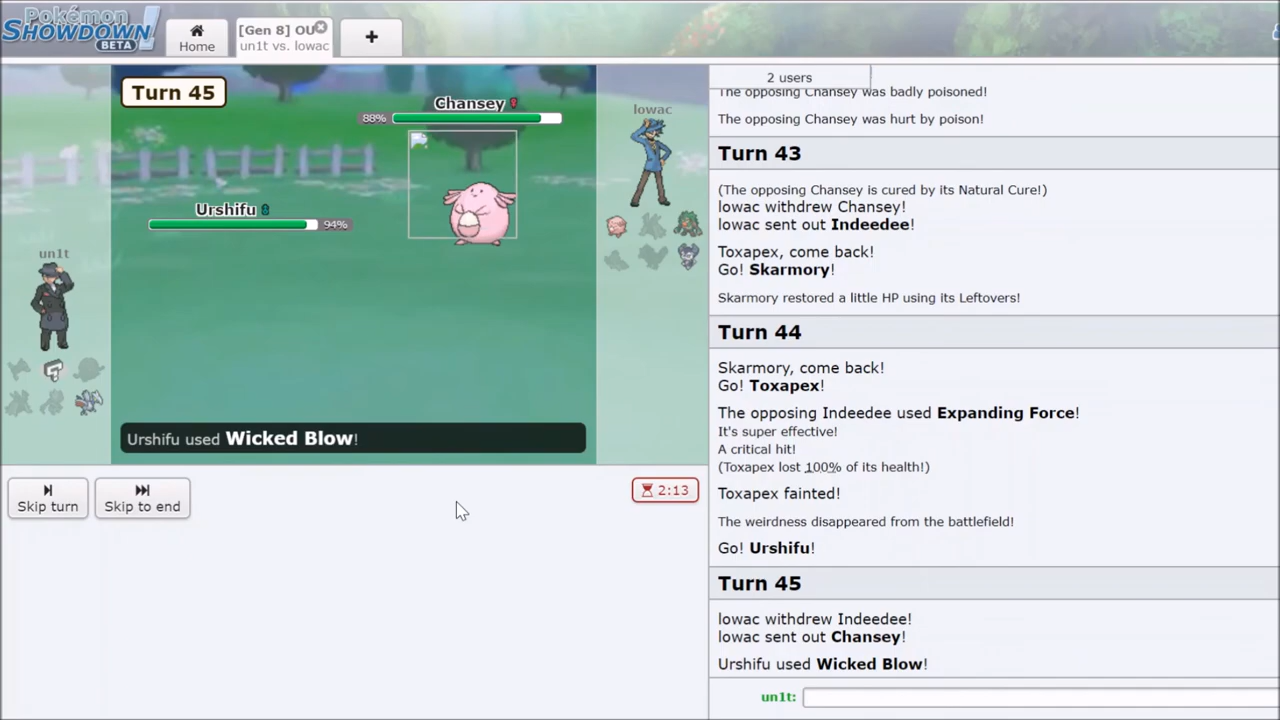 Pokémon
SHOWDOWN!
BETA
Home
[Gen 8] OU
un1t vs. lowac
+
Turn 45
Chansey
88%
Urshifu
94%
un1t
lowac
Urshifu used Wicked Blow!
Skip turn
Skip to end
2:13
2 users
The opposing Chansey was badly poisoned!
The opposing Chansey was hurt by poison!
Turn 43
(The opposing Chansey is cured by its Natural Cure!)
lowac withdrew Chansey!
lowac sent out Indeedee!
Toxapex, come back!
Go! Skarmory!
Skarmory restored a little HP using its Leftovers!
Turn 44
Skarmory, come back!
Go! Toxapex!
The opposing Indeedee used Expanding Force!
It's super effective!
A critical hit!
(Toxapex lost 100% of its health!)
Toxapex fainted!
The weirdness disappeared from the battlefield!
Go! Urshifu!
Turn 45
lowac withdrew Indeedee!
lowac sent out Chansey!
Urshifu used Wicked Blow!
un1t: